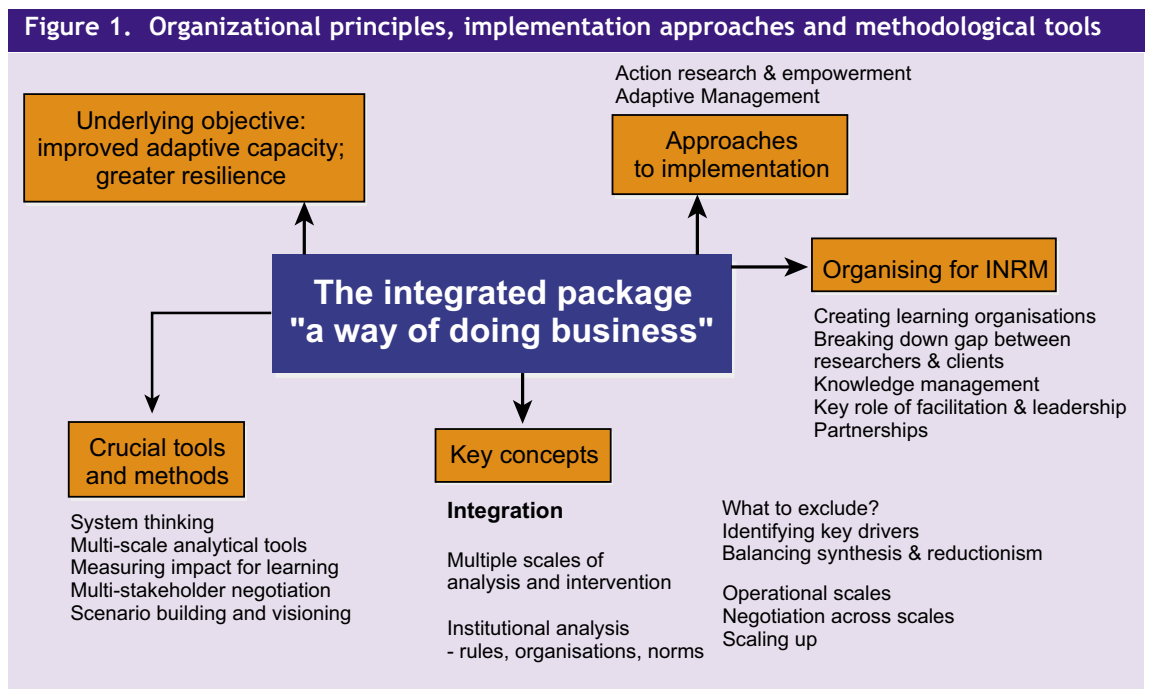 Figure 1. Organizational principles, implementation approaches and methodological tools
Action research & empowerment
Adaptive Management
Underlying objective:
improved adaptive capacity;
greater resilience
Approaches
to implementation
Organising for INRM
The integrated package
"a way of doing business"
Creating learning organisations
Breaking down gap between
researchers & clients
Knowledge management
Key role of facilitation & leadership
Partnerships
Crucial tools
and methods
System thinking
Multi-scale analytical tools
Measuring impact for learning
Multi-stakeholder negotiation
Scenario building and visioning
Key concepts
Integration
Multiple scales of
analysis and intervention
Institutional analysis
- rules, organisations, norms
What to exclude?
Identifying key drivers
Balancing synthesis & reductionism
Operational scales
Negotiation across scales
Scaling up